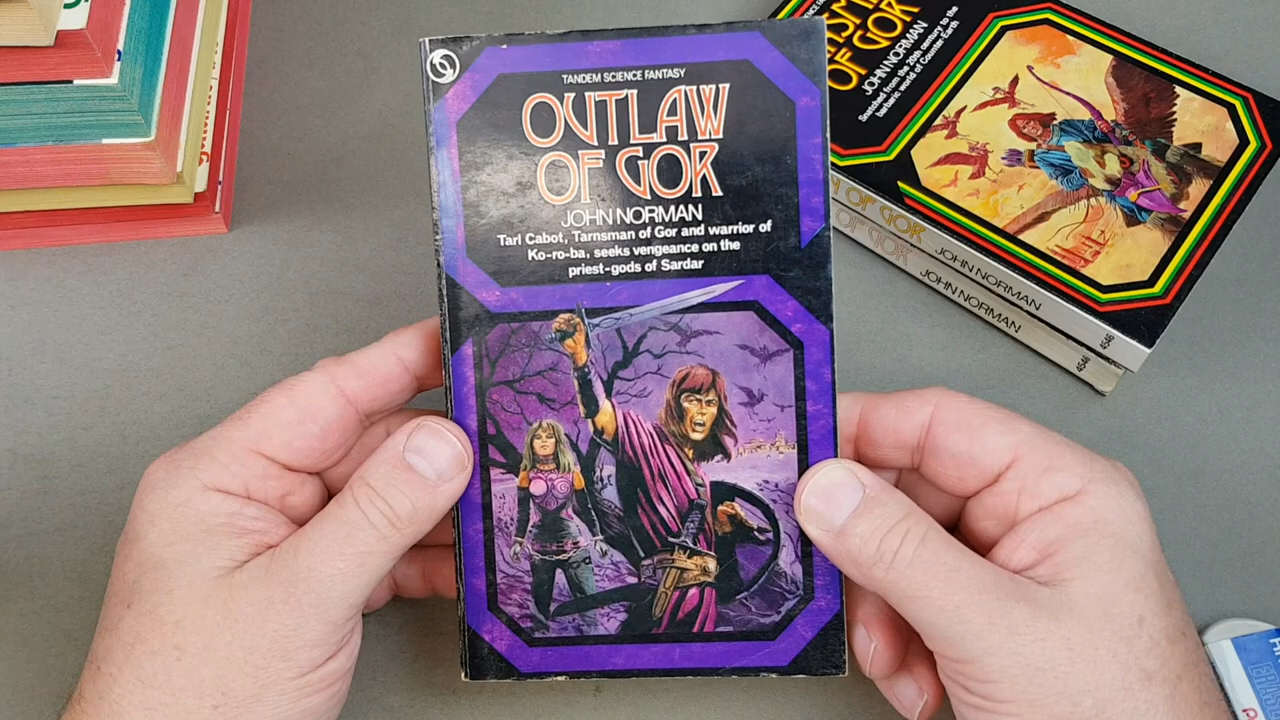 TANDEM SCIENCE FANTASY
OUTLAW
OF GOR
JOHN NORMAN
Tarl Cabot, Tarnsman of Gor and warrior of
Ko-ro-ba, seeks vengeance on the
priest-gods of Sardar
OF GOR
JOHN NORMAN
Snatched from the 20th century to the
barbaric world of Counter-Earth
OF GOR JOHN NORMAN 4546
OF GOR JOHN NORMAN 4546